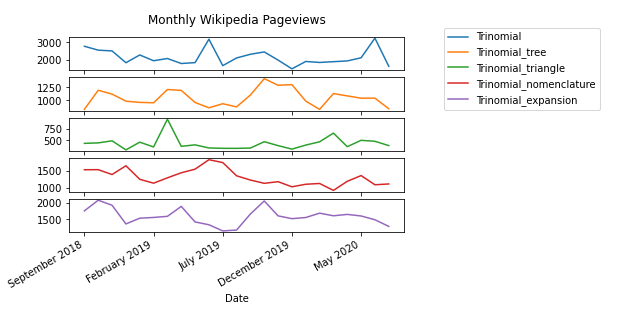 Monthly Wikipedia Pageviews
Trinomial
Trinomial_tree
Trinomial_triangle
Trinomial_nomenclature
Trinomial_expansion
3000
2000
1000
750
500
1500
1000
2000
1500
September 2018
February 2019
July 2019
December 2019
May 2020
Date